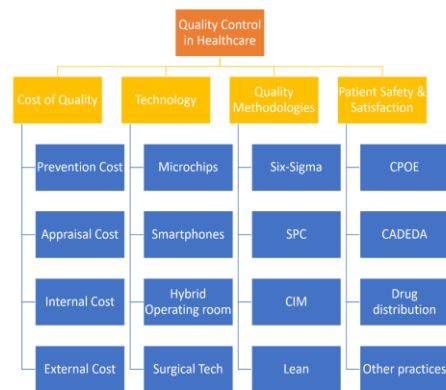 Quality Control
in Healthcare
Cost of Quality
Technology
Quality
Methodologies
Patient Safety &
Satisfaction
Prevention Cost
Microchips
Six-Sigma
CPOE
Appraisal Cost
Smartphones
SPC
CADEDA
Internal Cost
Hybrid
Operating room
CIM
Drug
distribution
External Cost
Surgical Tech
Lean
Other practices